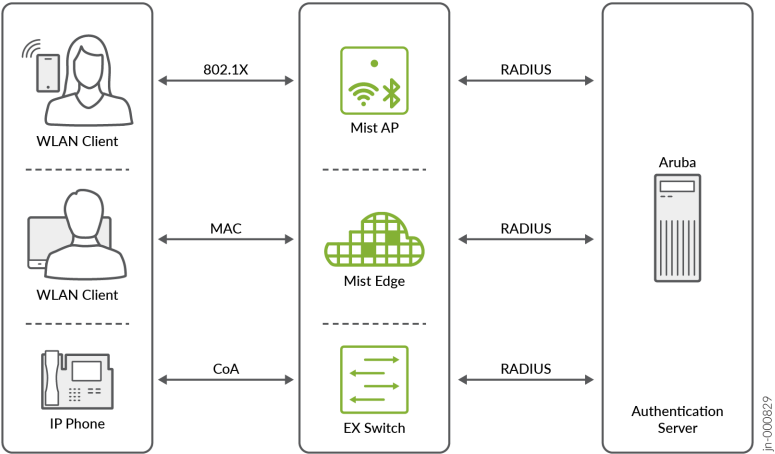 802.1X
RADIUS
WLAN Client
Mist AP
Aruba
MAC
RADIUS
WLAN Client
Mist Edge
CoA
RADIUS
IP Phone
EX Switch
Authentication
Server
jn-000829